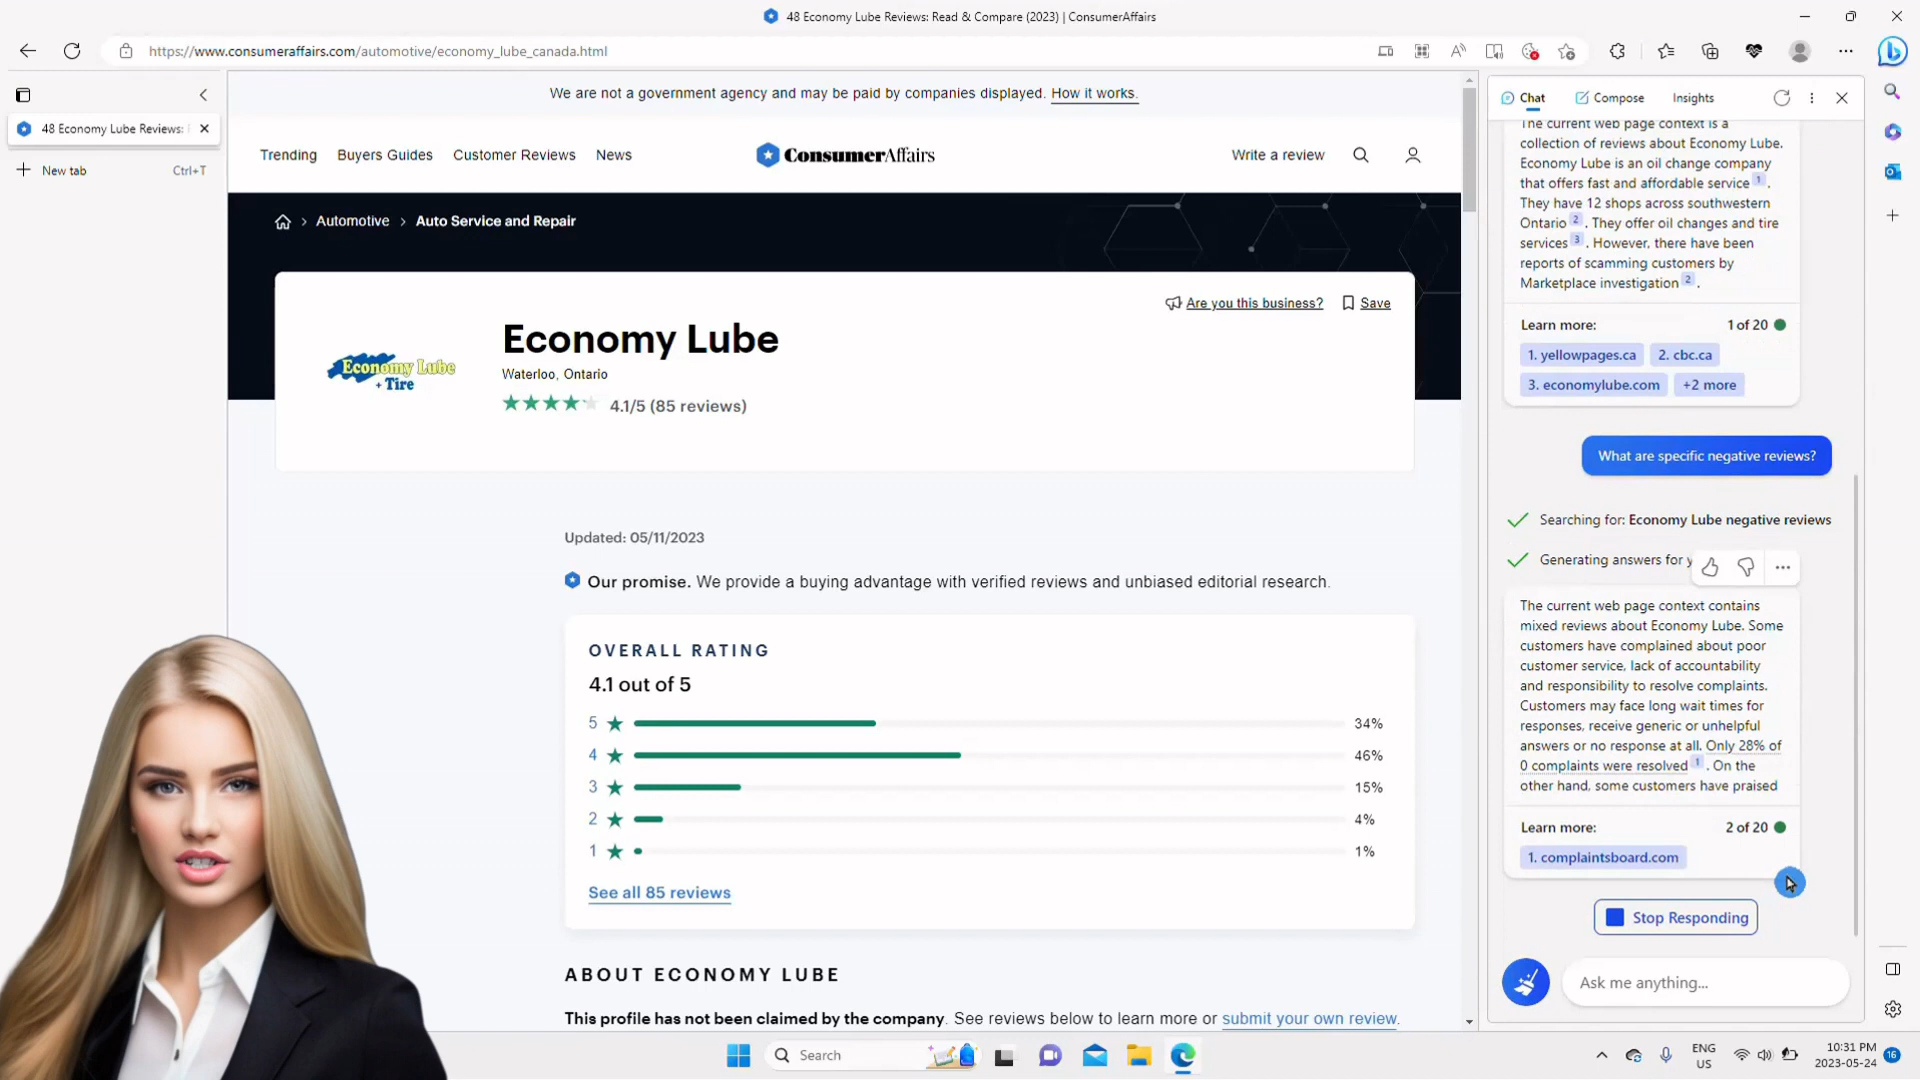 48 Economy Lube Reviews: Read & Compare (2023) | ConsumerAffairs
https://www.consumeraffairs.com/automotive/economy_lube_canada.html
48 Economy Lube Reviews:
New tab Ctrl+T
We are not a government agency and may be paid by companies displayed. How it works.
Trending Buyers Guides Customer Reviews News
ConsumerAffairs
Write a review
Automotive > Auto Service and Repair
Are you this business? Save
Economy Lube
+ Tire
Economy Lube
Waterloo, Ontario
4.1/5 (85 reviews)
Updated: 05/11/2023
Our promise. We provide a buying advantage with verified reviews and unbiased editorial research.
OVERALL RATING
4.1 out of 5
5 34%
4 46%
3 15%
2 4%
1 1%
See all 85 reviews
ABOUT ECONOMY LUBE
This profile has not been claimed by the company. See reviews below to learn more or submit your own review.
Chat Compose Insights
The current web page context is a
collection of reviews about Economy Lube.
Economy Lube is an oil change company
that offers fast and affordable service 1 .
They have 12 shops across southwestern
Ontario 2 . They offer oil changes and tire
services 3 . However, there have been
reports of scamming customers by
Marketplace investigation 2 .
Learn more: 1 of 20
1. yellowpages.ca 2. cbc.ca
3. economylube.com +2 more
What are specific negative reviews?
Searching for: Economy Lube negative reviews
Generating answers for
The current web page context contains
mixed reviews about Economy Lube. Some
customers have complained about poor
customer service, lack of accountability
and responsibility to resolve complaints.
Customers may face long wait times for
responses, receive generic or unhelpful
answers or no response at all. Only 28% of
0 complaints were resolved 1 . On the
other hand, some customers have praised
Learn more: 2 of 20
1. complaintsboard.com
Stop Responding
Ask me anything...
Search
ENG
US
10:31 PM
2023-05-24
16